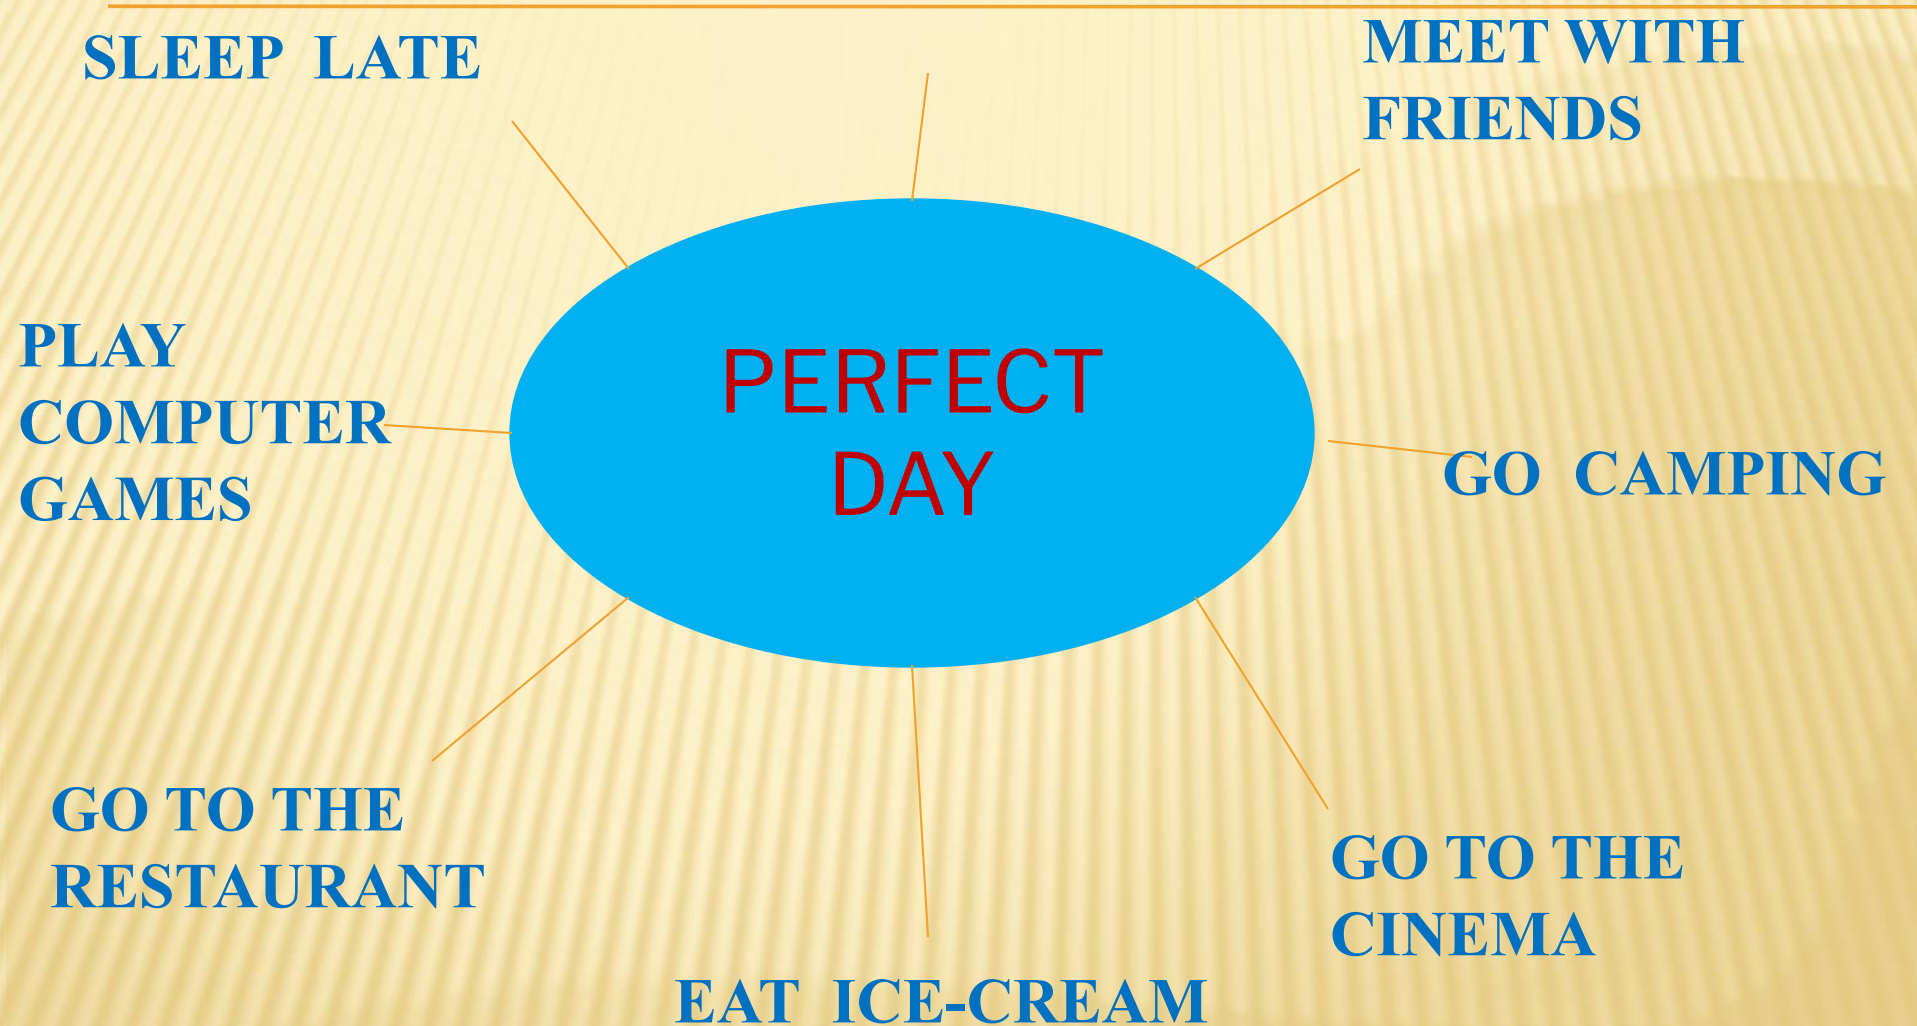 SLEEP LATE
MEET WITH
FRIENDS
PLAY
COMPUTER
GAMES
PERFECT
DAY
GO CAMPING
GO TO THE
RESTAURANT
GO TO THE
CINEMA
EAT ICE-CREAM